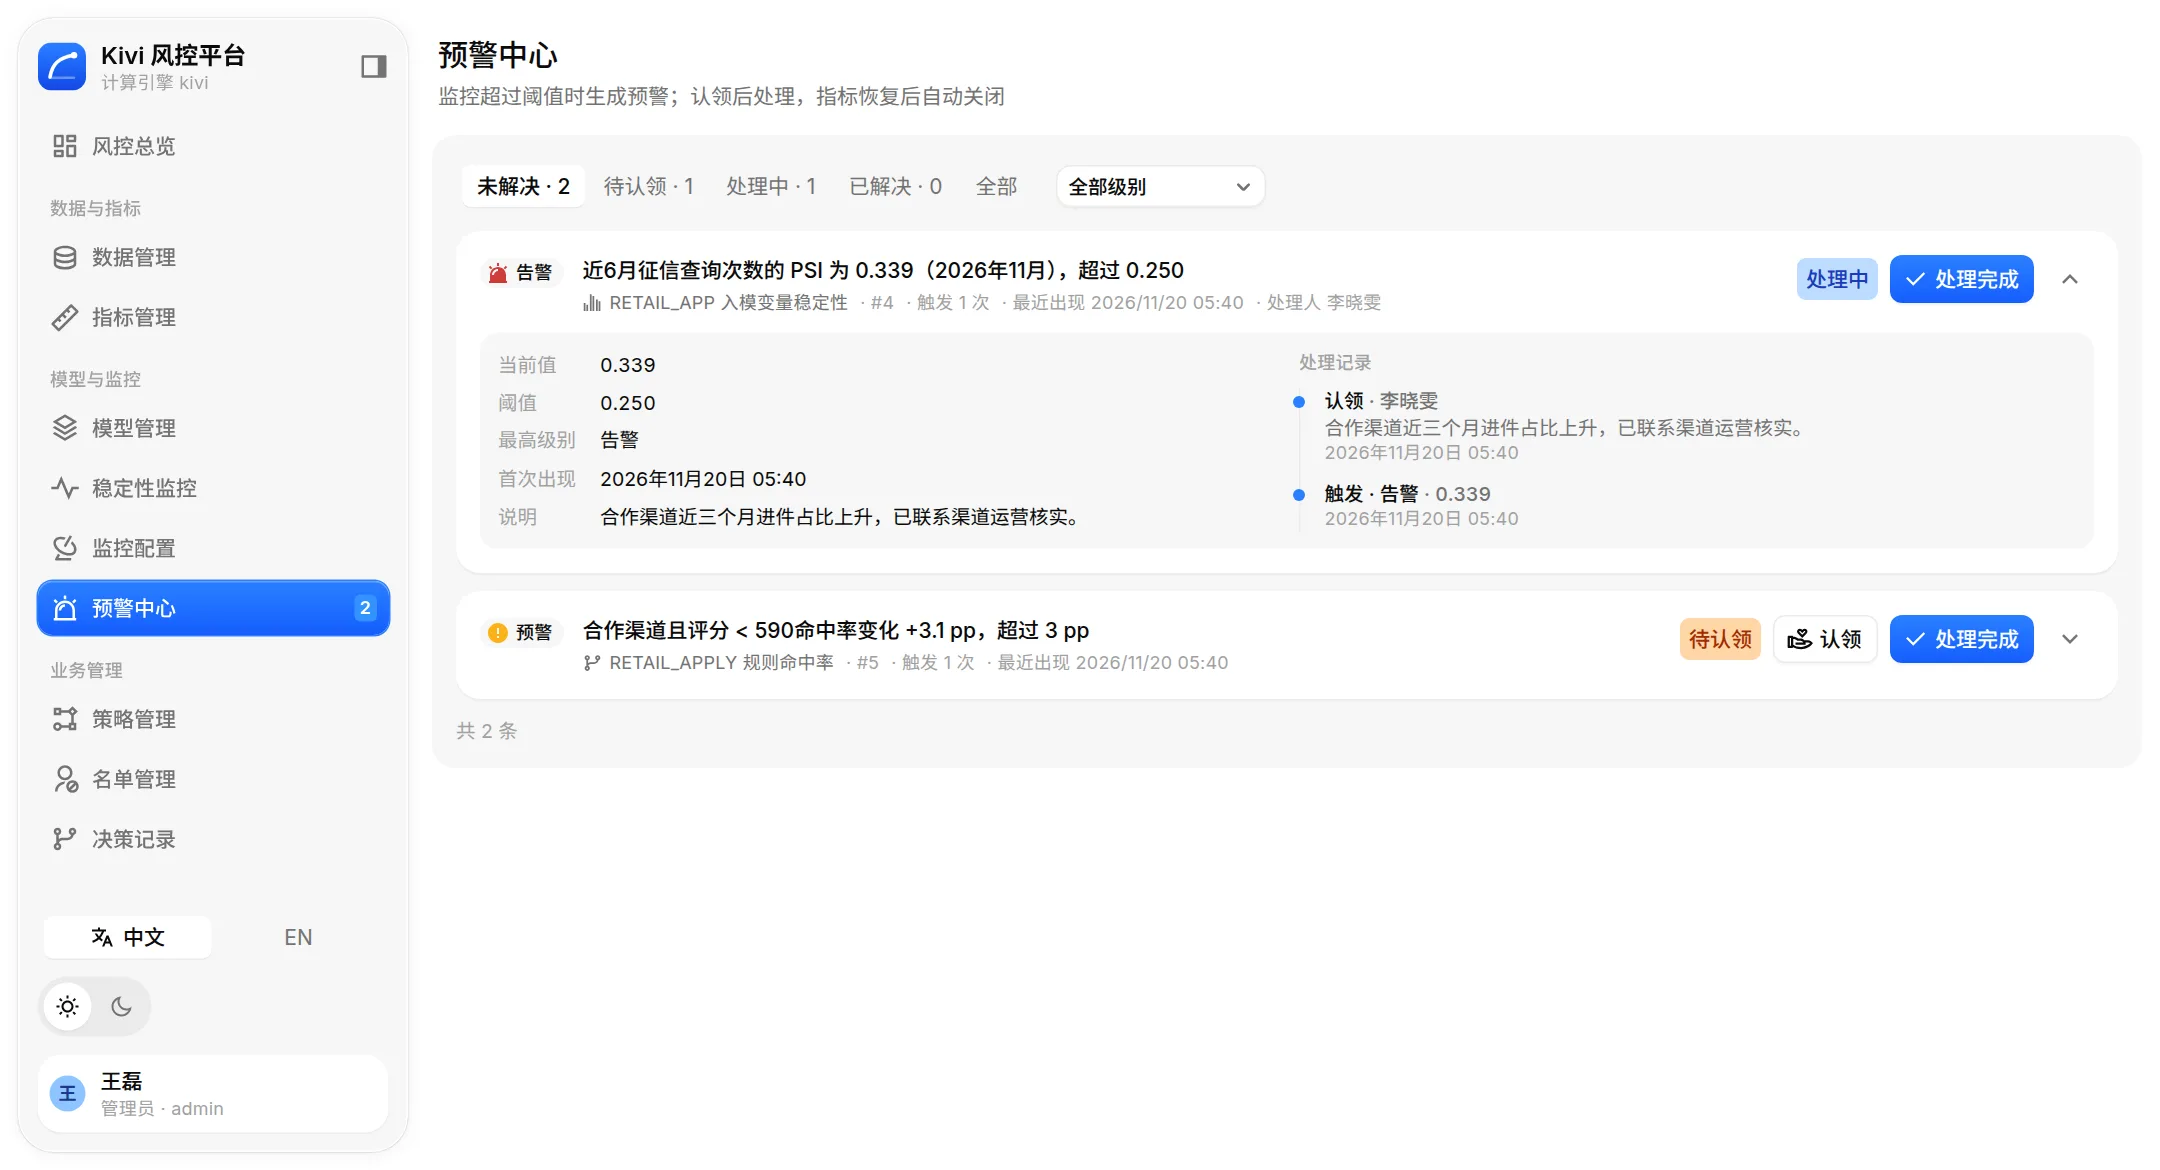 Kivi 风控平台
计算引擎 kivi
风控总览
数据与指标
数据管理
指标管理
模型与监控
模型管理
稳定性监控
监控配置
预警中心 2
业务管理
策略管理
名单管理
决策记录
中文 EN
王
王磊
管理员 · admin
预警中心
监控超过阈值时生成预警；认领后处理，指标恢复后自动关闭
未解决 · 2 待认领 · 1 处理中 · 1 已解决 · 0 全部 全部级别
告警 近6月征信查询次数的 PSI 为 0.339（2026年11月），超过 0.250 处理中 处理完成
RETAIL_APP 入模变量稳定性 · #4 · 触发 1 次 · 最近出现 2026/11/20 05:40 · 处理人 李晓雯
当前值 0.339
阈值 0.250
最高级别 告警
首次出现 2026年11月20日 05:40
说明 合作渠道近三个月进件占比上升，已联系渠道运营核实。
处理记录
认领 · 李晓雯
合作渠道近三个月进件占比上升，已联系渠道运营核实。
2026年11月20日 05:40
触发 · 告警 · 0.339
2026年11月20日 05:40
预警 合作渠道且评分 < 590命中率变化 +3.1 pp，超过 3 pp 待认领 认领 处理完成
RETAIL_APPLY 规则命中率 · #5 · 触发 1 次 · 最近出现 2026/11/20 05:40
共 2 条